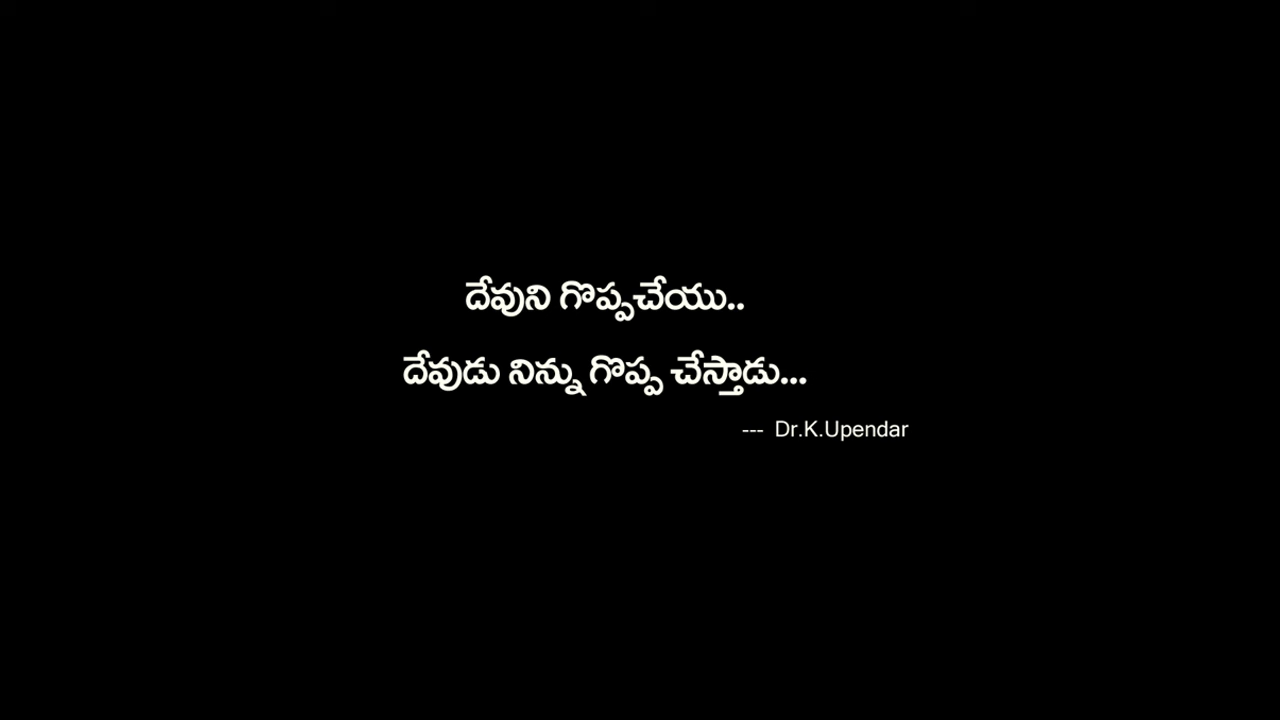 దేవుని గొప్పచేయు..
దేవుడు నిన్ను గొప్ప చేస్తాడు...
--- Dr.K.Upendar